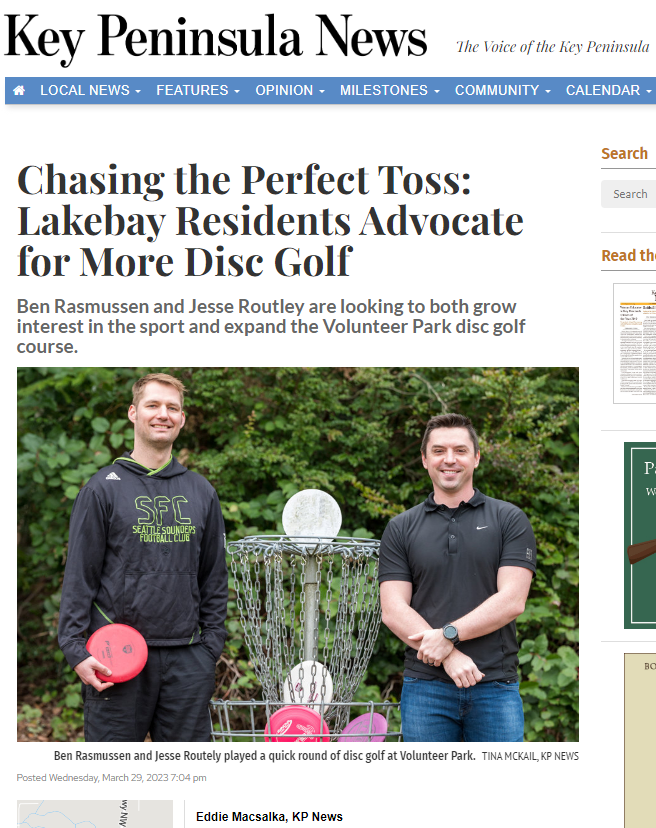 Key Peninsula News
The Voice of the Key Peninsula
LOCAL NEWS FEATURES OPINION MILESTONES COMMUNITY CALENDAR
Search
Search
Chasing the Perfect Toss:
Lakebay Residents Advocate
for More Disc Golf
Read the
Ben Rasmussen and Jesse Routley are looking to both grow
interest in the sport and expand the Volunteer Park disc golf
course.
SFC
SEATTLE SOUNDERS
FOOTBALL CLUB
Ben Rasmussen and Jesse Routely played a quick round of disc golf at Volunteer Park. TINA MCKAIL, KP NEWS
Posted Wednesday, March 29, 2023 7:04 pm
Eddie Macsalka, KP News